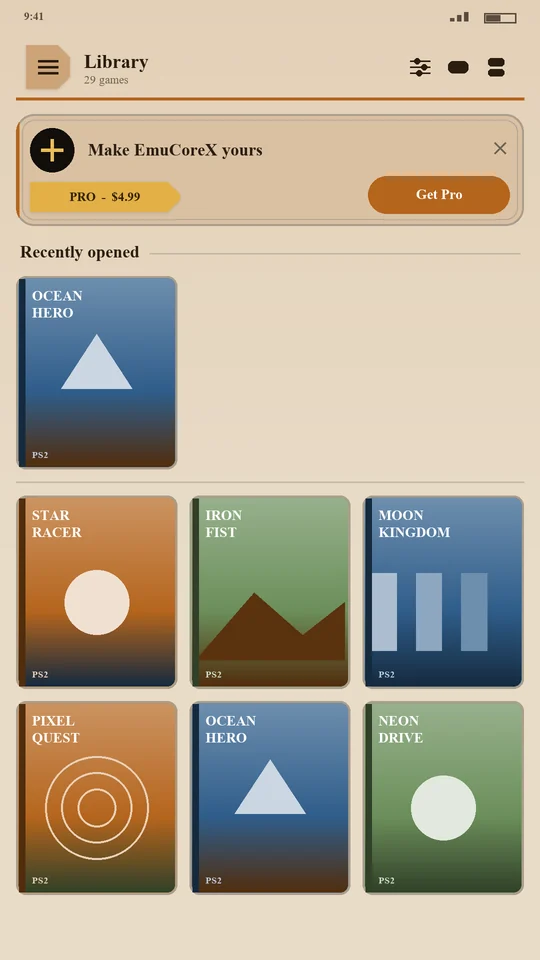 9:41
Library
29 games
Make EmuCoreX yours
PRO - $4.99
Get Pro
Recently opened
OCEAN
HERO
PS2
STAR
RACER
PS2
IRON
FIST
PS2
MOON
KINGDOM
PS2
PIXEL
QUEST
PS2
OCEAN
HERO
PS2
NEON
DRIVE
PS2